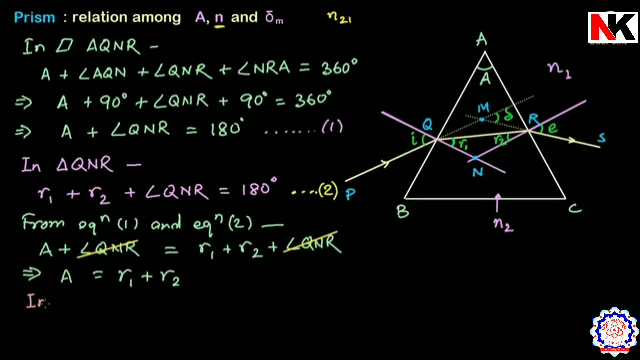 Prism : relation among A, n and δm n₂₁
In ▱ AQNR –
A + ∠AQN + ∠QNR + ∠NRA = 360°
⇒ A + 90° + ∠QNR + 90° = 360°
⇒ A + ∠QNR = 180° ....... (1)
In ΔQNR –
r₁ + r₂ + ∠QNR = 180° .... (2)
From eqⁿ (1) and eqⁿ (2) —
A + ∠QNR = r₁ + r₂ + ∠QNR
⇒ A = r₁ + r₂
In
NK
A
A
n₁
M
δ
Q
R
i
r₁
r₂
e
S
N
P
B
C
n₂